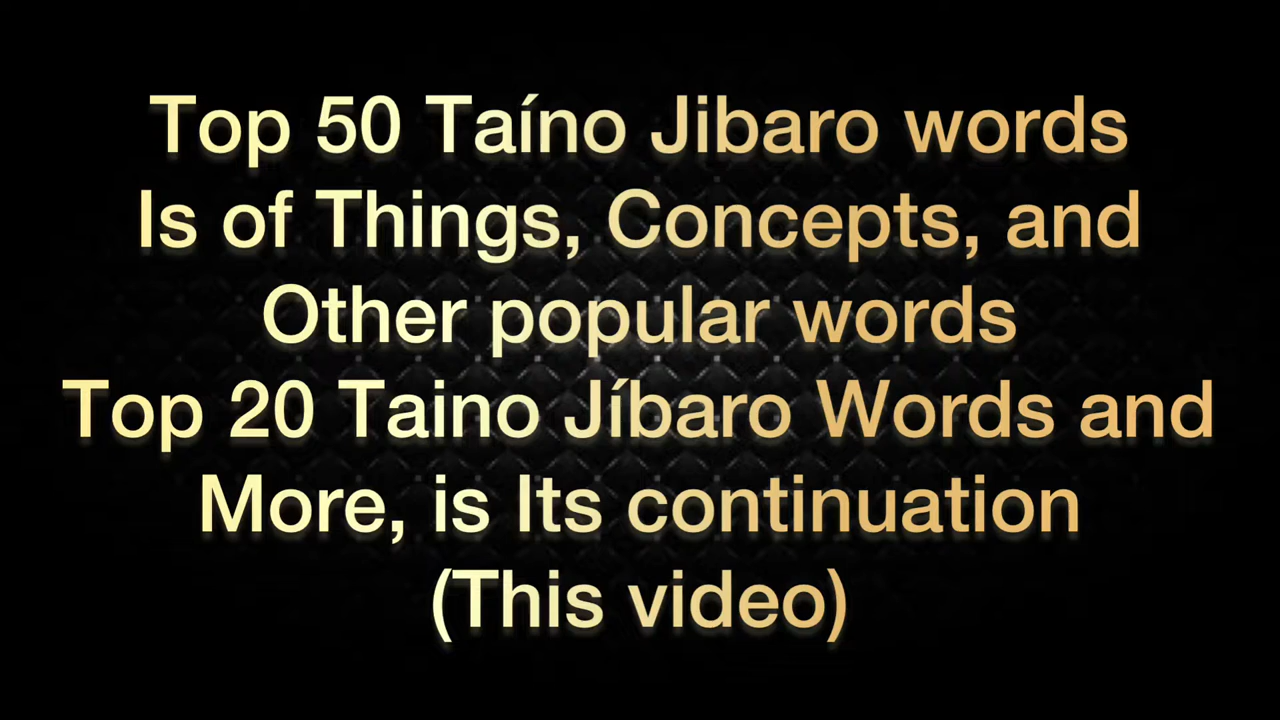 Top 50 Taíno Jibaro words
Is of Things, Concepts, and
Other popular words
Top 20 Taino Jíbaro Words and
More, is Its continuation
(This video)